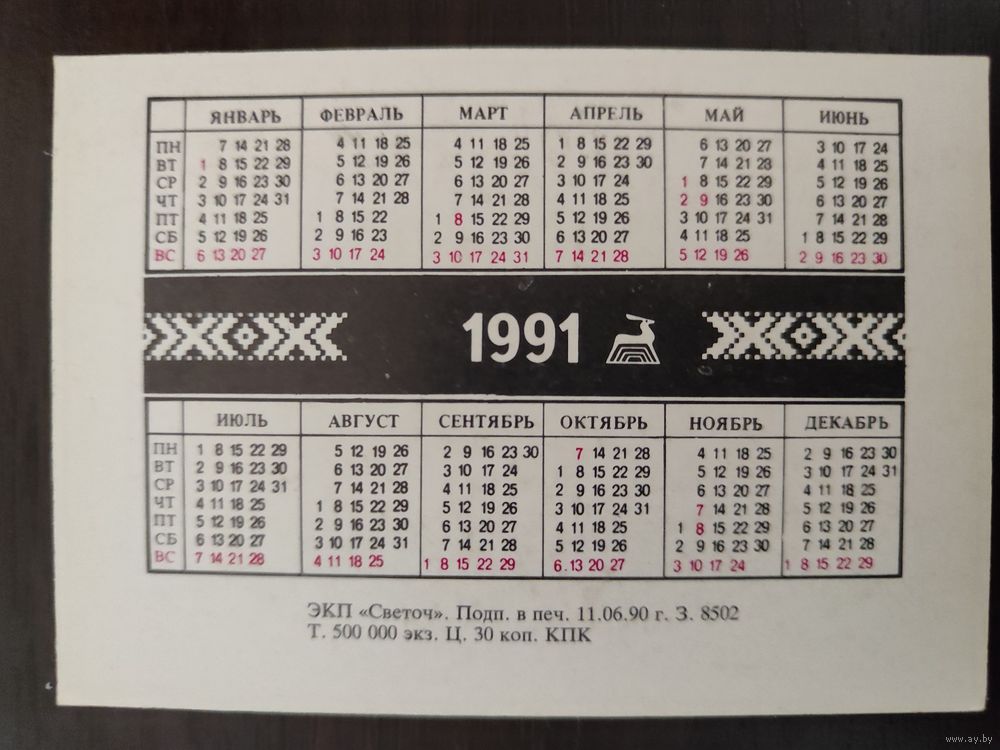 ЯНВАРЬ ФЕВРАЛЬ МАРТ АПРЕЛЬ МАЙ ИЮНЬ
ПН 7 14 21 28 4 11 18 25 4 11 18 25 1 8 15 22 29 6 13 20 27 3 10 17 24
ВТ 1 8 15 22 29 5 12 19 26 5 12 19 26 2 9 16 23 30 7 14 21 28 4 11 18 25
СР 2 9 16 23 30 6 13 20 27 6 13 20 27 3 10 17 24 1 8 15 22 29 5 12 19 26
ЧТ 3 10 17 24 31 7 14 21 28 7 14 21 28 4 11 18 25 2 9 16 23 30 6 13 20 27
ПТ 4 11 18 25 1 8 15 22 1 8 15 22 29 5 12 19 26 3 10 17 24 31 7 14 21 28
СБ 5 12 19 26 2 9 16 23 2 9 16 23 30 6 13 20 27 4 11 18 25 1 8 15 22 29
ВС 6 13 20 27 3 10 17 24 3 10 17 24 31 7 14 21 28 5 12 19 26 2 9 16 23 30
1991
ИЮЛЬ АВГУСТ СЕНТЯБРЬ ОКТЯБРЬ НОЯБРЬ ДЕКАБРЬ
ПН 1 8 15 22 29 5 12 19 26 2 9 16 23 30 7 14 21 28 4 11 18 25 2 9 16 23 30
ВТ 2 9 16 23 30 6 13 20 27 3 10 17 24 1 8 15 22 29 5 12 19 26 3 10 17 24 31
СР 3 10 17 24 31 7 14 21 28 4 11 18 25 2 9 16 23 30 6 13 20 27 4 11 18 25
ЧТ 4 11 18 25 1 8 15 22 29 5 12 19 26 3 10 17 24 31 7 14 21 28 5 12 19 26
ПТ 5 12 19 26 2 9 16 23 30 6 13 20 27 4 11 18 25 1 8 15 22 29 6 13 20 27
СБ 6 13 20 27 3 10 17 24 31 7 14 21 28 5 12 19 26 2 9 16 23 30 7 14 21 28
ВС 7 14 21 28 4 11 18 25 1 8 15 22 29 6 13 20 27 3 10 17 24 1 8 15 22 29
ЭКП «Светоч». Подп. в печ. 11.06.90 г. З. 8502
Т. 500 000 экз. Ц. 30 коп. КПК
www.ay.by